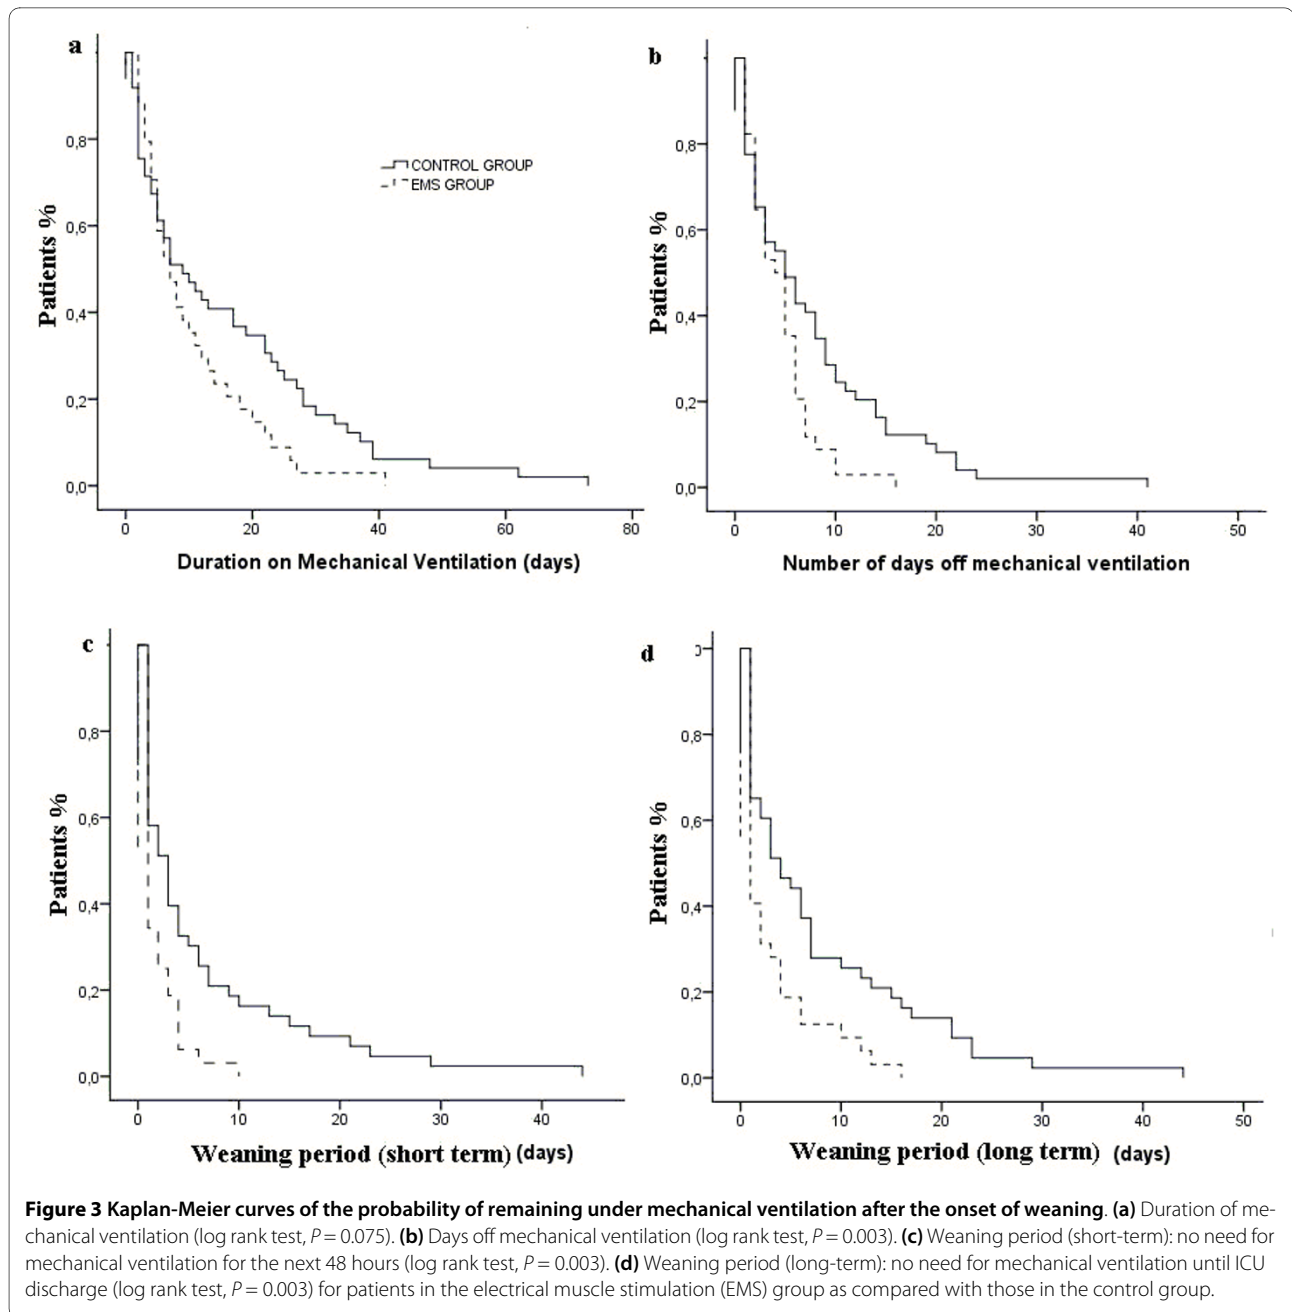 a
0,8
0,6
0,4
0,2
0,0
Patients %
CONTROL GROUP
EMS GROUP
0 20 40 60 80
Duration on Mechanical Ventilation (days)
b
0,8
0,6
0,4
0,2
0,0
Patients %
0 10 20 30 40 50
Number of days off mechanical ventilation
c
0,8
0,6
0,4
0,2
0,0
Patients %
0 10 20 30 40
Weaning period (short term) (days)
d
0
0,8
0,6
0,4
0,2
0,0
Patients %
0 10 20 30 40 50
Weaning period (long term) (days)
Figure 3 Kaplan-Meier curves of the probability of remaining under mechanical ventilation after the onset of weaning. (a) Duration of me-
chanical ventilation (log rank test, P = 0.075). (b) Days off mechanical ventilation (log rank test, P = 0.003). (c) Weaning period (short-term): no need for
mechanical ventilation for the next 48 hours (log rank test, P = 0.003). (d) Weaning period (long-term): no need for mechanical ventilation until ICU
discharge (log rank test, P = 0.003) for patients in the electrical muscle stimulation (EMS) group as compared with those in the control group.